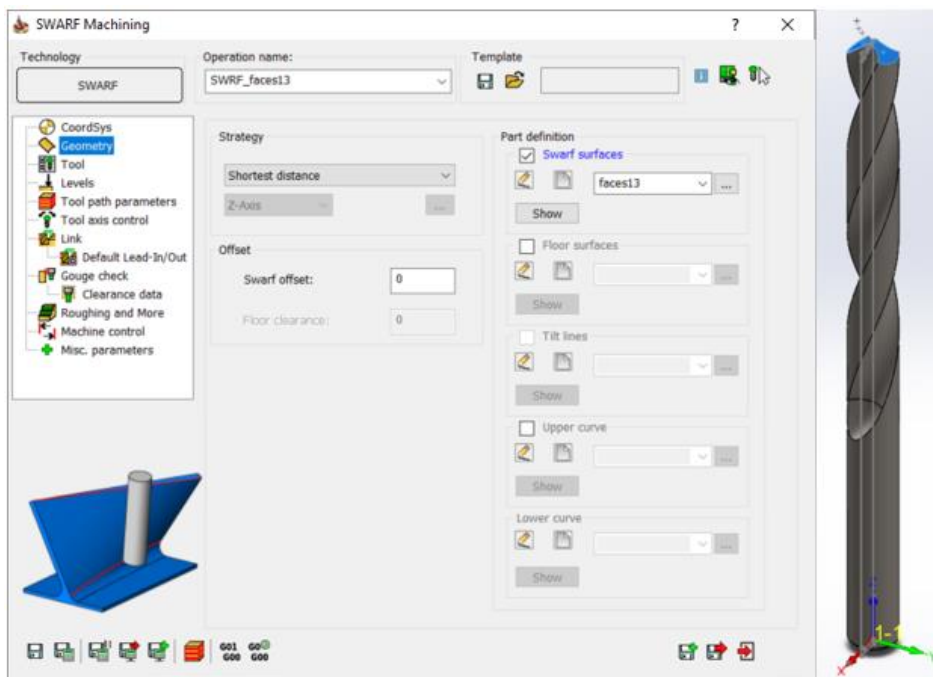 SWARF Machining
?
Technology
SWARF
Operation name:
SWRF_faces13
Template
CoordSys
Geometry
Tool
Levels
Tool path parameters
Tool axis control
Link
Default Lead-In/Out
Gouge check
Clearance data
Roughing and More
Machine control
Misc. parameters
Strategy
Shortest distance
Z-Axis
...
Offset
Swarf offset:
0
Floor clearance:
0
Part definition
Swarf surfaces
faces13
...
Show
Floor surfaces
...
Show
Tilt lines
...
Show
Upper curve
...
Show
Lower curve
...
Show
G01 G0
G00 G00
Z
1-1
X
Y